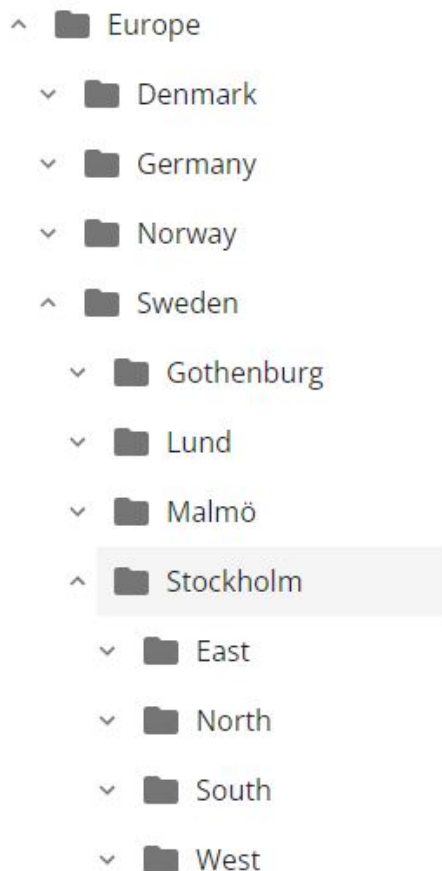 Europe
Denmark
Germany
Norway
Sweden
Gothenburg
Lund
Malmö
Stockholm
East
North
South
West